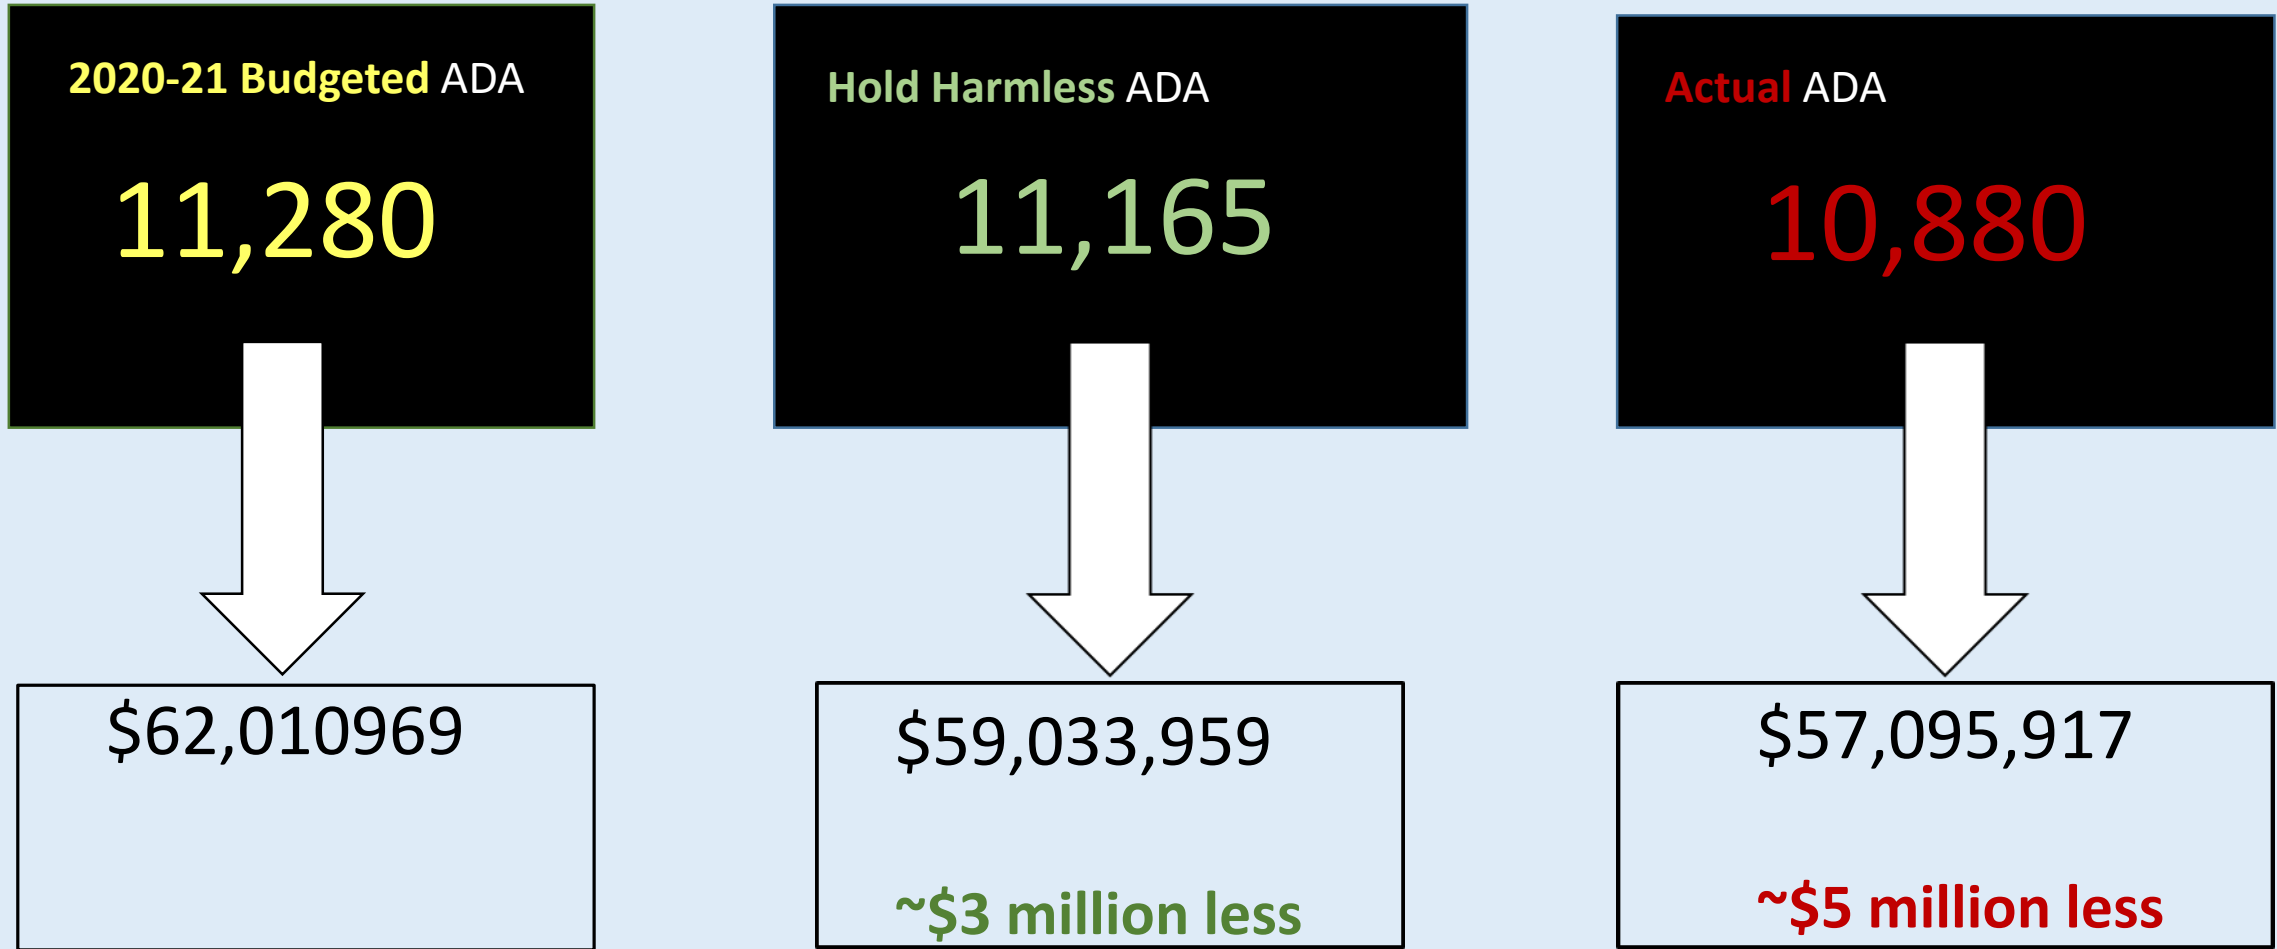 2020-21 Budgeted ADA
11,280
$62,010969
Hold Harmless ADA
11,165
$59,033,959
~$3 million less
Actual ADA
10,880
$57,095,917
~$5 million less